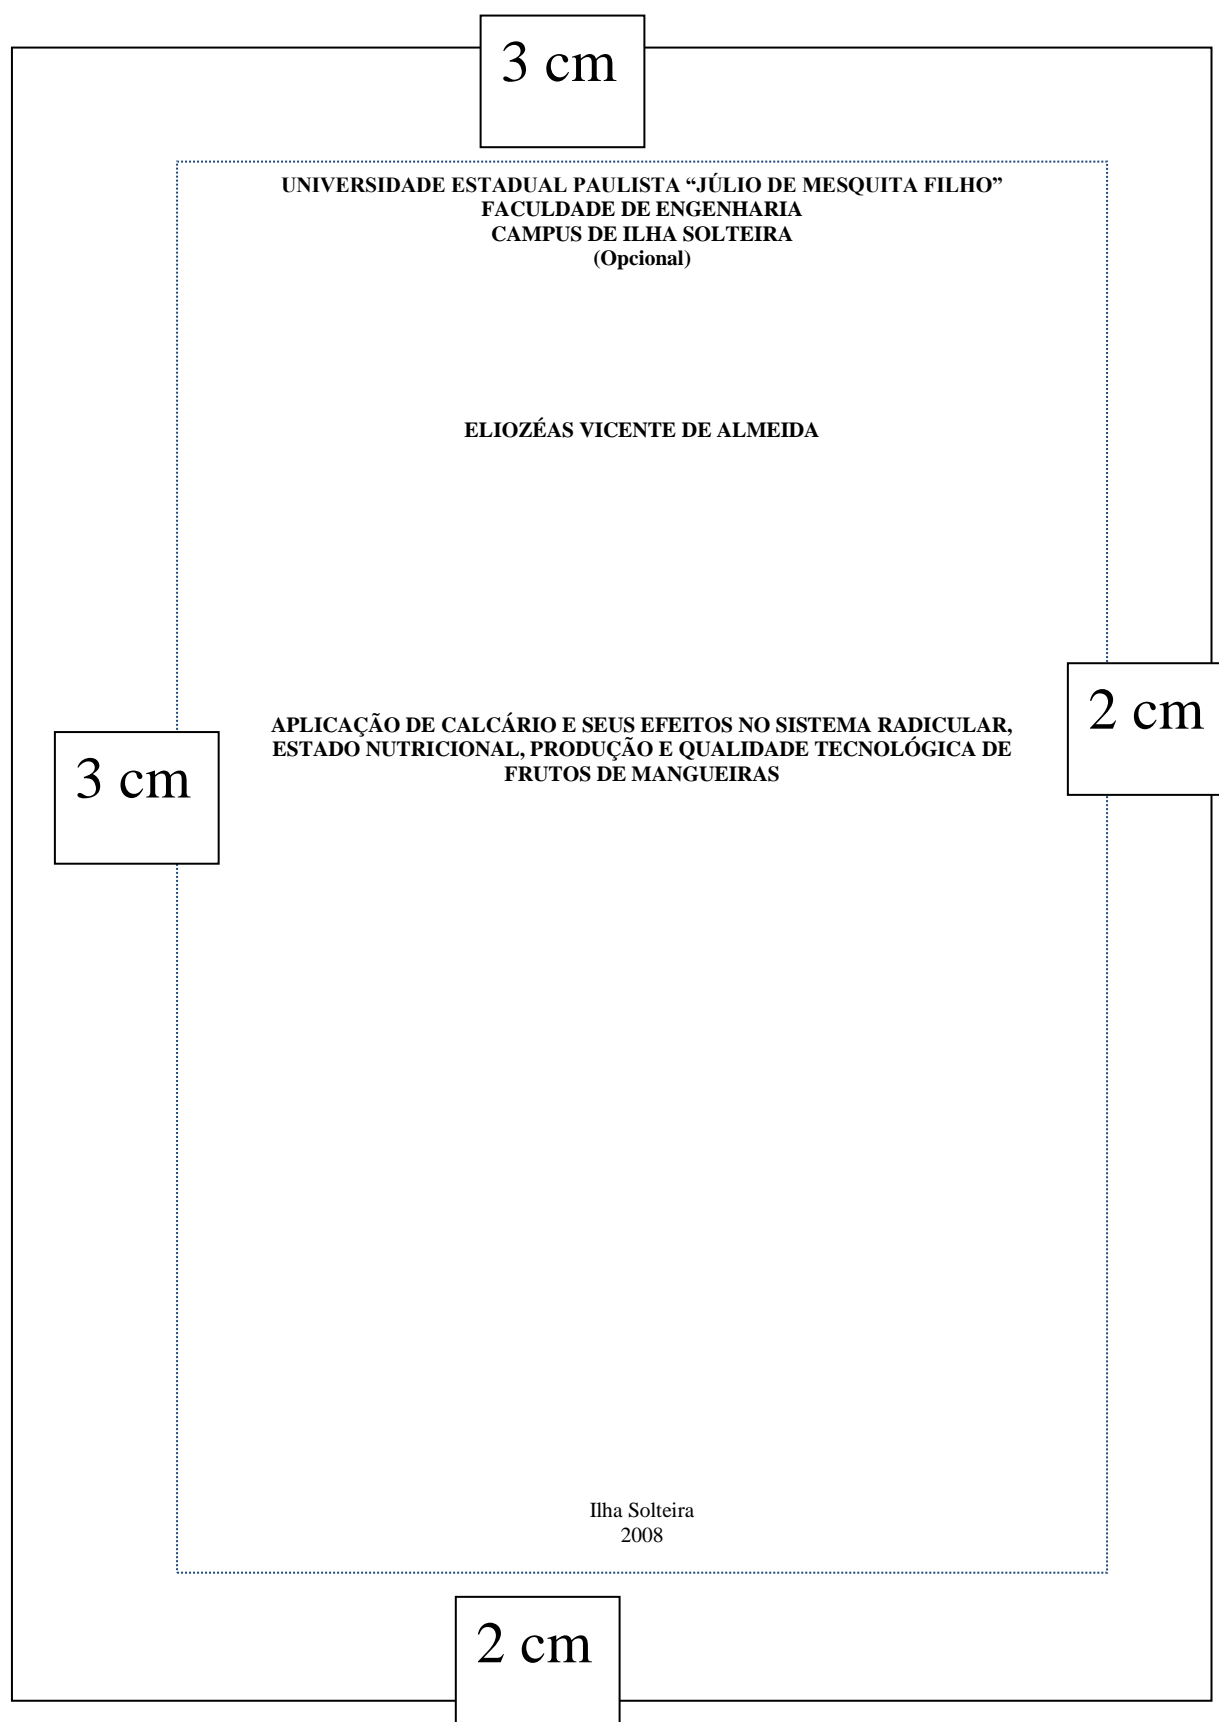 3 cm
UNIVERSIDADE ESTADUAL PAULISTA “JÚLIO DE MESQUITA FILHO”
FACULDADE DE ENGENHARIA
CAMPUS DE ILHA SOLTEIRA
(Opcional)
ELIOZÉAS VICENTE DE ALMEIDA
2 cm
APLICAÇÃO DE CALCÁRIO E SEUS EFEITOS NO SISTEMA RADICULAR,
ESTADO NUTRICIONAL, PRODUÇÃO E QUALIDADE TECNOLÓGICA DE
FRUTOS DE MANGUEIRAS
3 cm
Ilha Solteira
2008
2 cm